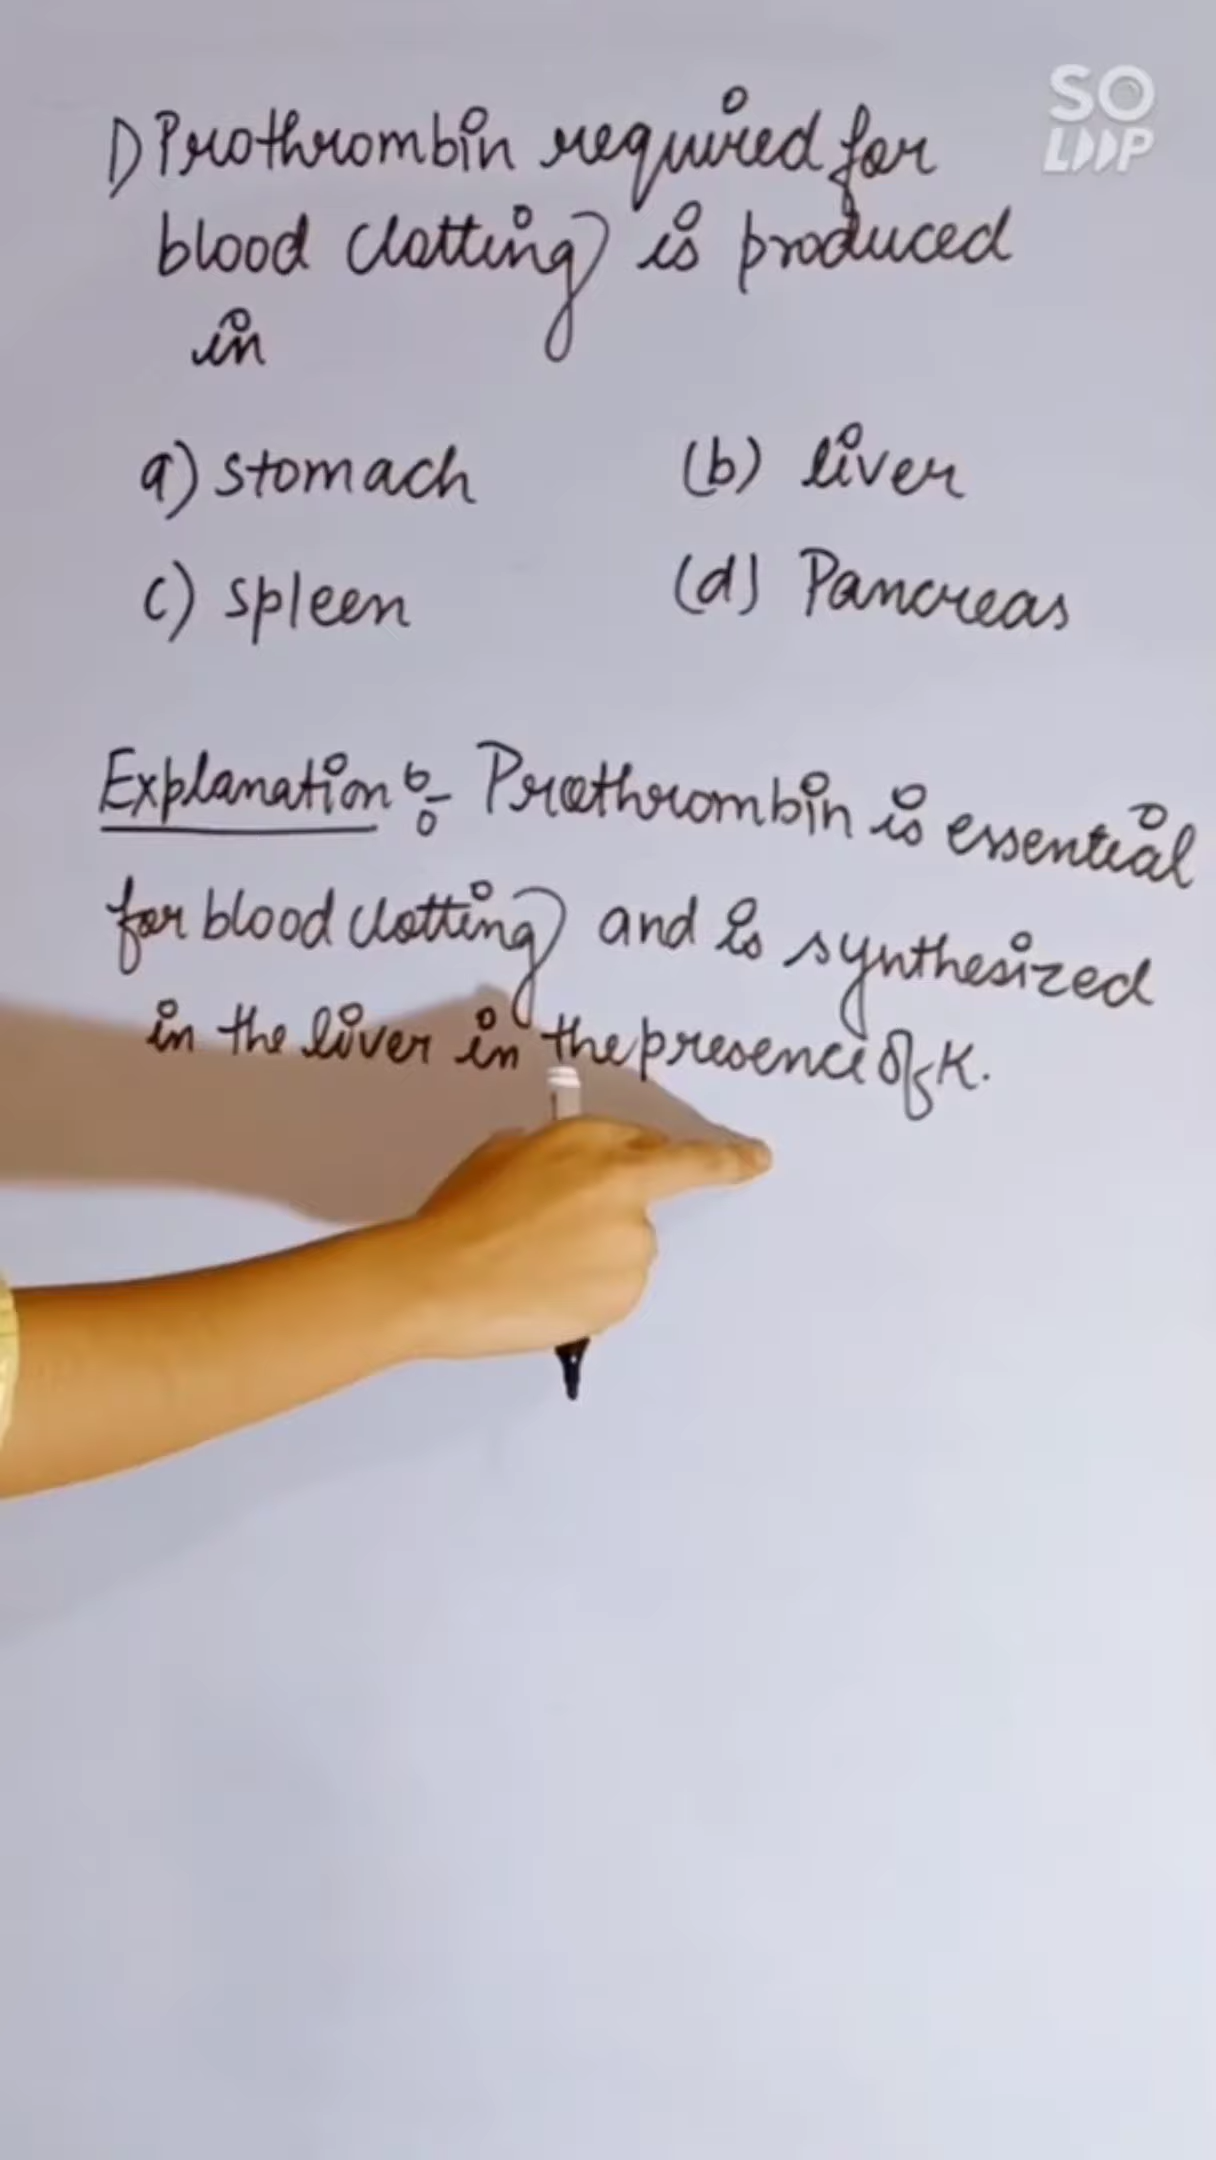 SO
LOOP
1) Prothrombin required for
blood clotting is produced
in
a) stomach (b) liver
c) spleen (d) Pancreas
Explanation :- Prothrombin is essential
for blood clotting and is synthesized
in the liver in the presence of K.